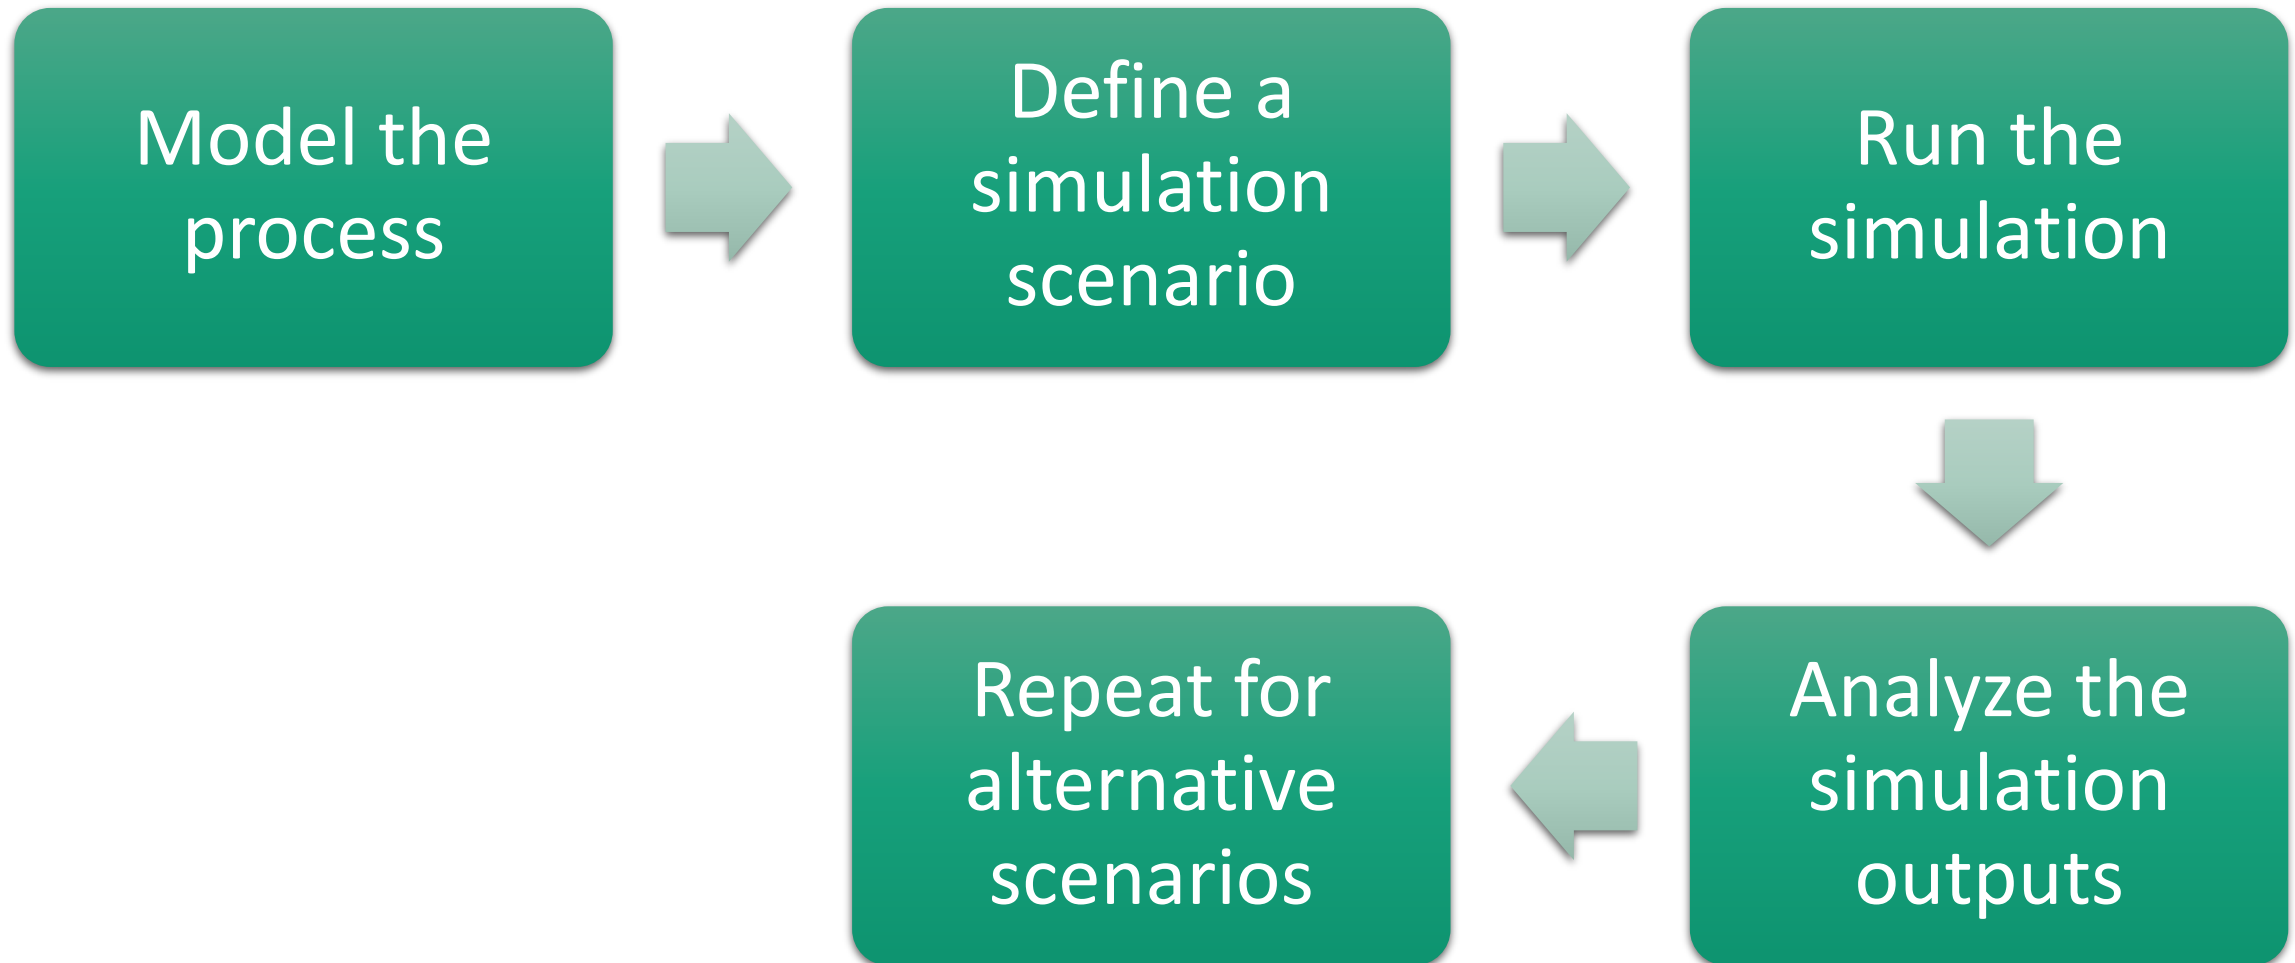 Model the
process
Define a
simulation
scenario
Run the
simulation
Analyze the
simulation
outputs
Repeat for
alternative
scenarios